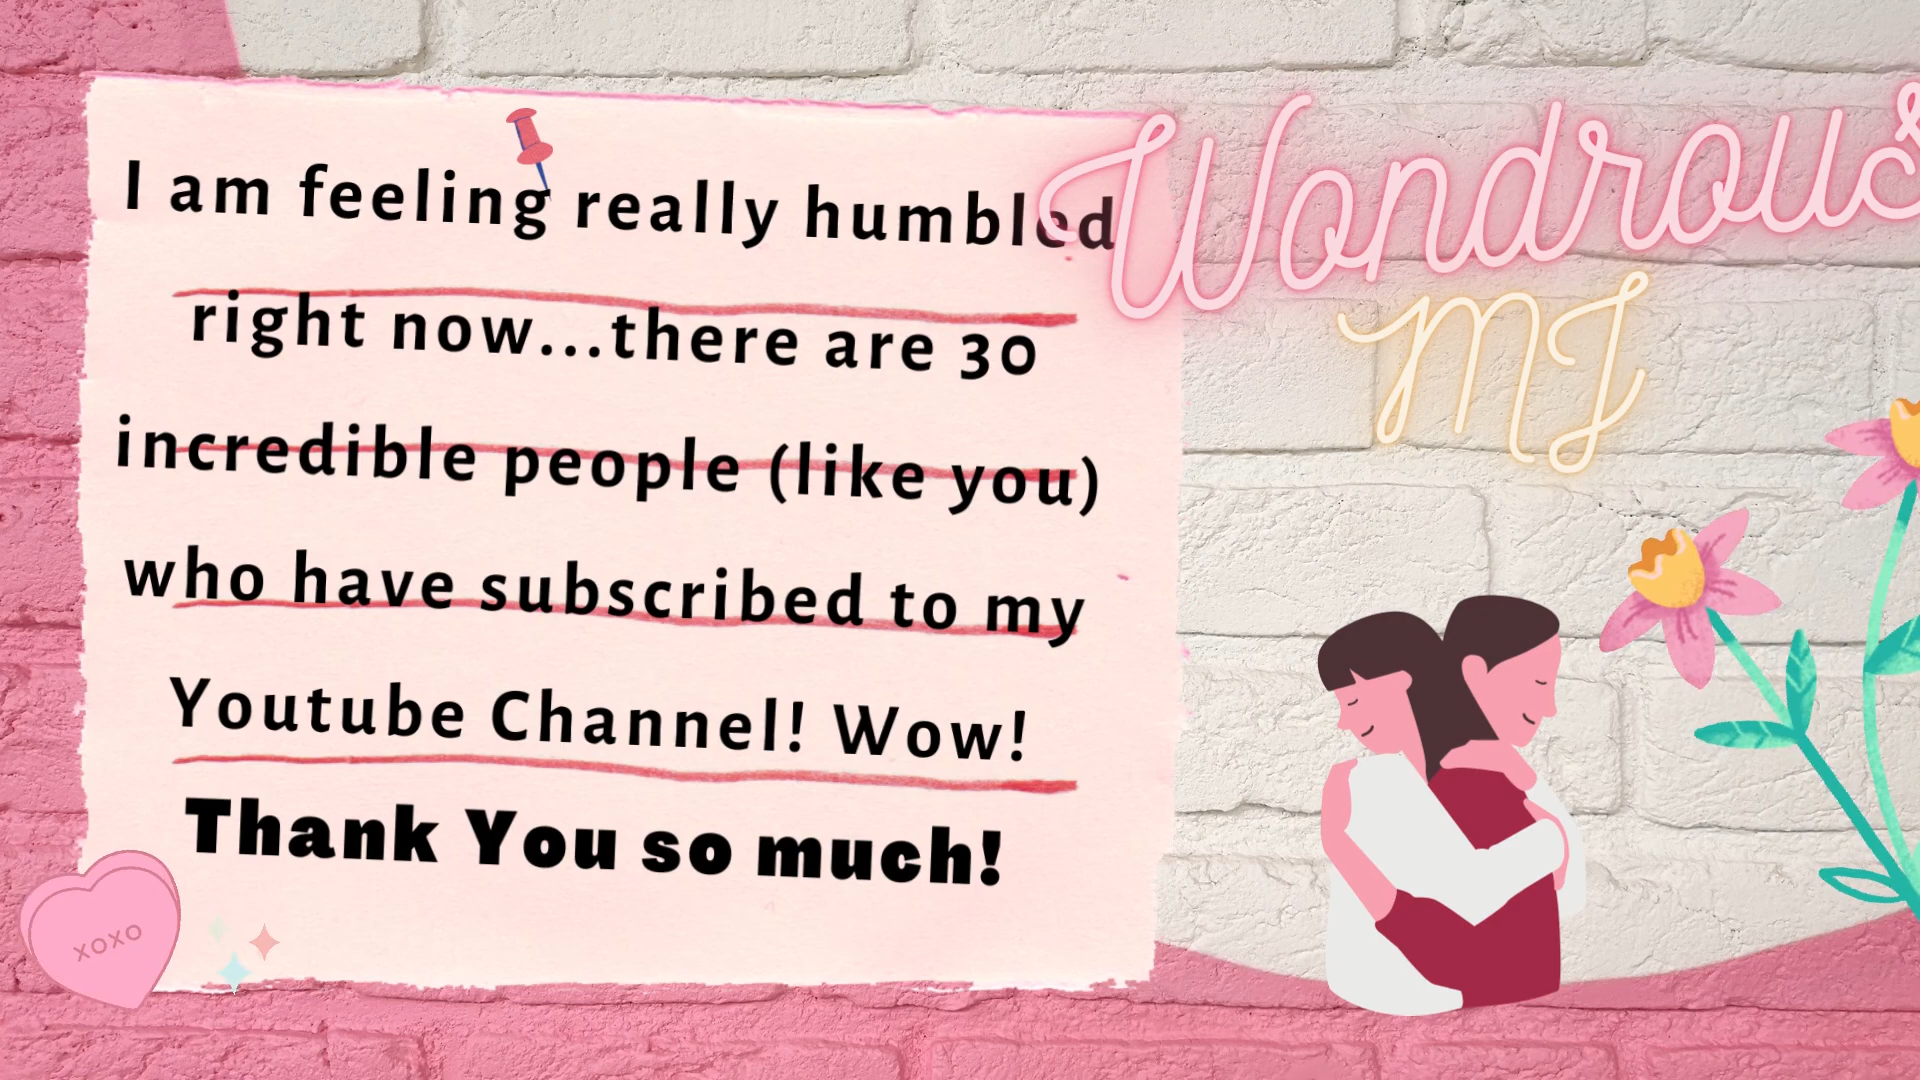 I am feeling really humbled
right now...there are 30
incredible people (like you)
who have subscribed to my
Youtube Channel! Wow!
Thank You so much!
Wondrous
MJ
XOXO